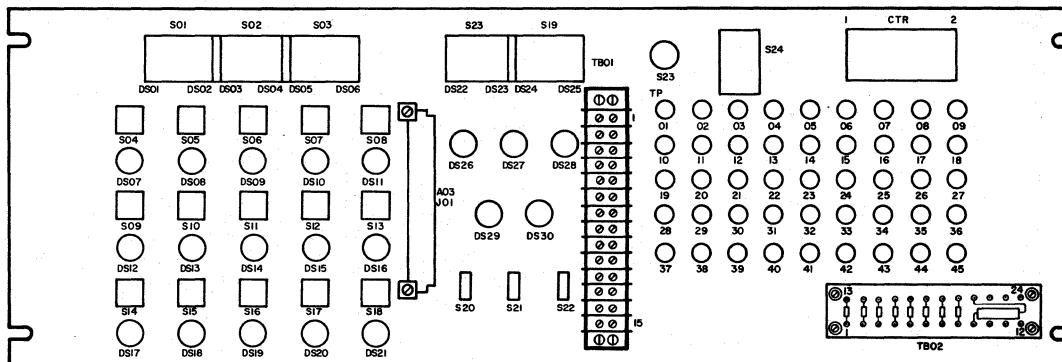 S01 S02 S03 S23 S19 1 CTR 2
S24
TB01
S23
DS01 DS02 DS03 DS04 DS05 DS06 DS22 DS23 DS24 DS25
TP
1
01 02 03 04 05 06 07 08 09
S04 S05 S06 S07 S08
10 11 12 13 14 15 16 17 18
DS26 DS27 DS28
DS07 DS08 DS09 DS10 DS11
A03
J01
19 20 21 22 23 24 25 26 27
S09 S10 S11 S12 S13
28 29 30 31 32 33 34 35 36
DS29 DS30
DS12 DS13 DS14 DS15 DS16
37 38 39 40 41 42 43 44 45
13 24
S14 S15 S16 S17 S18
S20 S21 S22
15
1 12
TB02
DS17 DS18 DS19 DS20 DS21